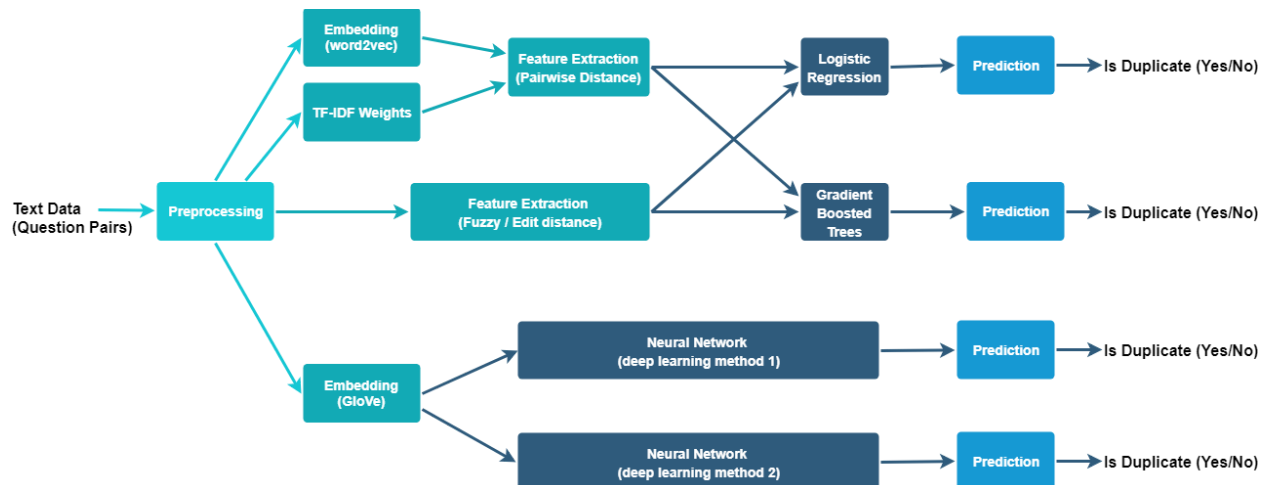 Embedding
(word2vec)
Feature Extraction
(Pairwise Distance)
Logistic
Regression
Prediction
Is Duplicate (Yes/No)
TF-IDF Weights
Text Data
(Question Pairs)
Preprocessing
Feature Extraction
(Fuzzy / Edit distance)
Gradient
Boosted
Trees
Prediction
Is Duplicate (Yes/No)
Neural Network
(deep learning method 1)
Prediction
Is Duplicate (Yes/No)
Embedding
(GloVe)
Neural Network
(deep learning method 2)
Prediction
Is Duplicate (Yes/No)